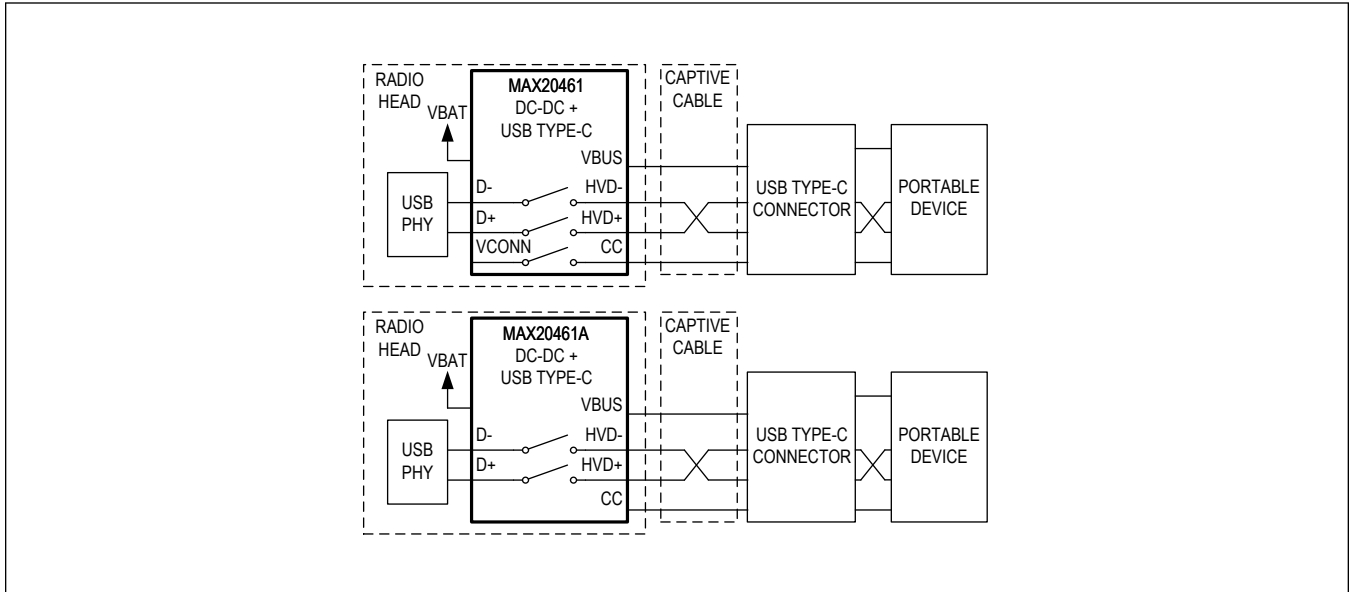 RADIO
HEAD
VBAT
MAX20461
DC-DC +
USB TYPE-C
CAPTIVE
CABLE
VBUS
D-
HVD-
USB
PHY
D+
HVD+
VCONN
CC
USB TYPE-C
CONNECTOR
PORTABLE
DEVICE
RADIO
HEAD
VBAT
MAX20461A
DC-DC +
USB TYPE-C
CAPTIVE
CABLE
VBUS
D-
HVD-
USB
PHY
D+
HVD+
CC
USB TYPE-C
CONNECTOR
PORTABLE
DEVICE